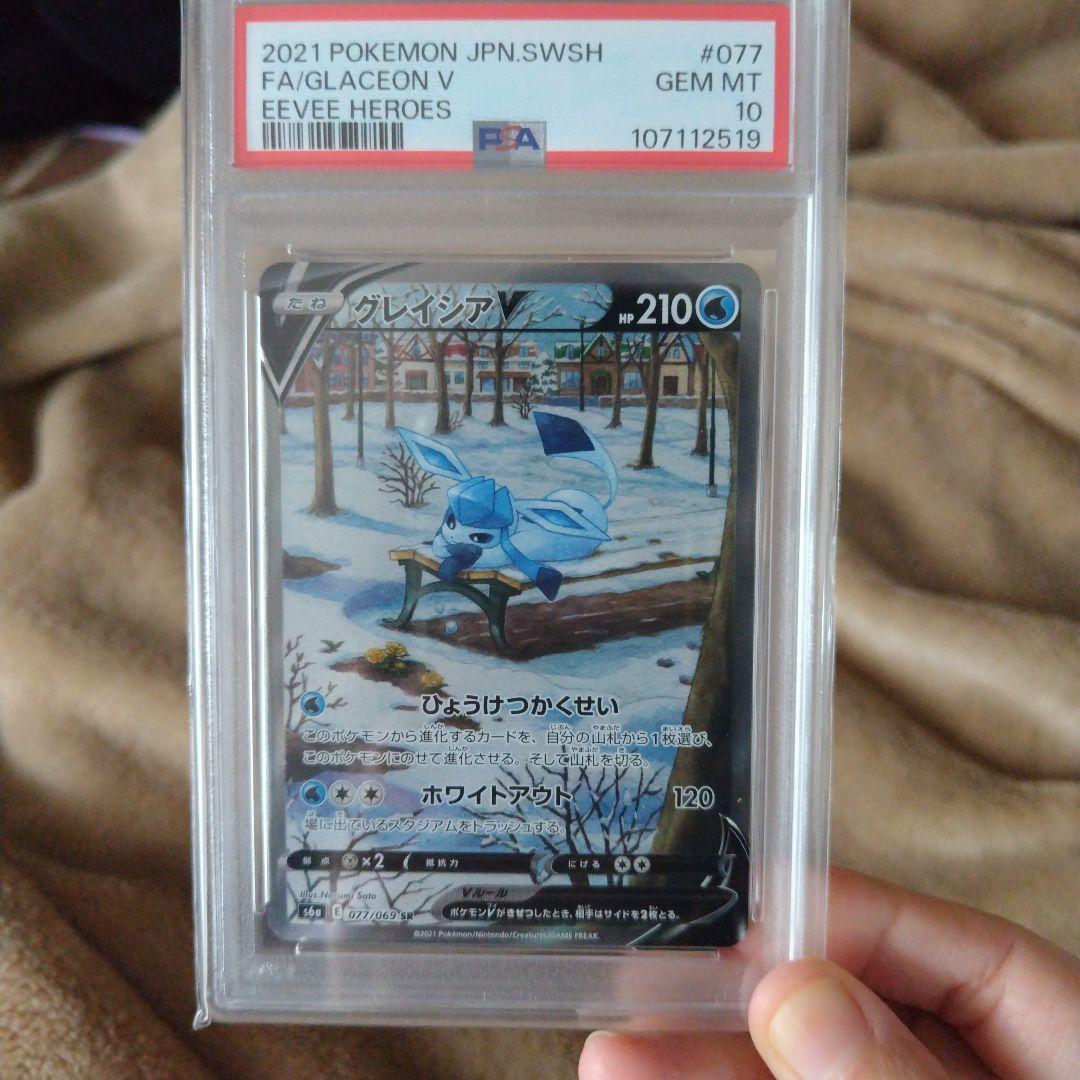 2021 POKEMON JPN.SWSH #077
FA/GLACEON V GEM MT
EEVEE HEROES 10
PSA 107112519
たね グレイシアV HP210
ひょうけつかくせい
このポケモンから進化するカードを、自分の山札から1枚選び、
このポケモンにのせて進化させる。そして山札を切る。
ホワイトアウト 120
場に出ているスタジアムをトラッシュする。
弱点 ×2 抵抗力 にげる
Illus. Narumi Sato Vルール
s6a E 077/069 SR ポケモンVがきぜつしたとき、相手はサイドを2枚とる。
©2021 Pokémon/Nintendo/Creatures/GAME FREAK.